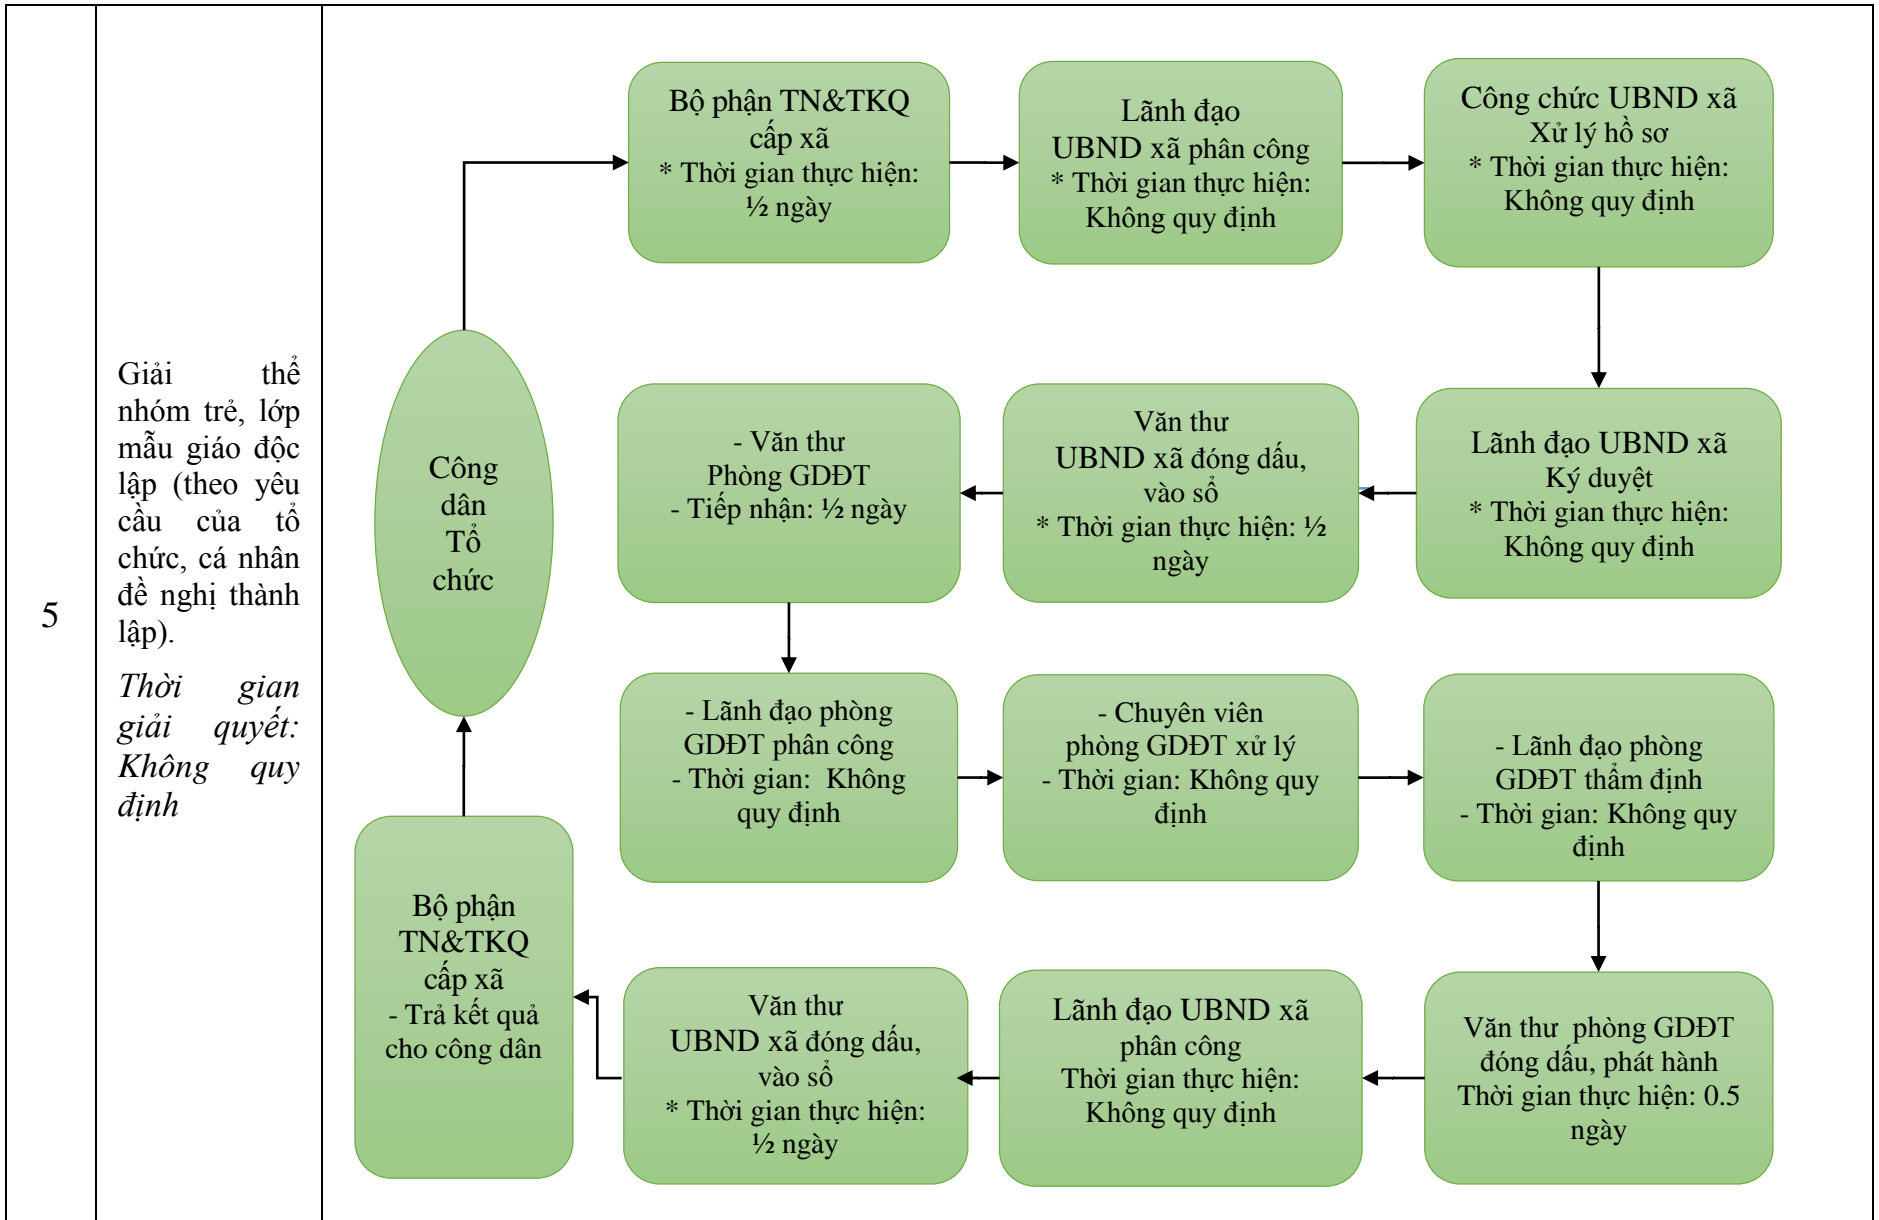 5
Giải thể
nhóm trẻ, lớp
mẫu giáo độc
lập (theo yêu
cầu của tổ
chức, cá nhân
đề nghị thành
lập).
Thời gian
giải quyết:
Không quy
định
Công
dân
Tổ
chức
Bộ phận TN&TKQ
cấp xã
* Thời gian thực hiện:
½ ngày
Lãnh đạo
UBND xã phân công
* Thời gian thực hiện:
Không quy định
Công chức UBND xã
Xử lý hồ sơ
* Thời gian thực hiện:
Không quy định
Lãnh đạo UBND xã
Ký duyệt
* Thời gian thực hiện:
Không quy định
Văn thư
UBND xã đóng dấu,
vào sổ
* Thời gian thực hiện: ½
ngày
- Văn thư
Phòng GDĐT
- Tiếp nhận: ½ ngày
- Lãnh đạo phòng
GDĐT phân công
- Thời gian: Không
quy định
- Chuyên viên
phòng GDĐT xử lý
- Thời gian: Không quy
định
- Lãnh đạo phòng
GDĐT thẩm định
- Thời gian: Không quy
định
Văn thư phòng GDĐT
đóng dấu, phát hành
Thời gian thực hiện: 0.5
ngày
Lãnh đạo UBND xã
phân công
Thời gian thực hiện:
Không quy định
Văn thư
UBND xã đóng dấu,
vào sổ
* Thời gian thực hiện:
½ ngày
Bộ phận
TN&TKQ
cấp xã
- Trả kết quả
cho công dân